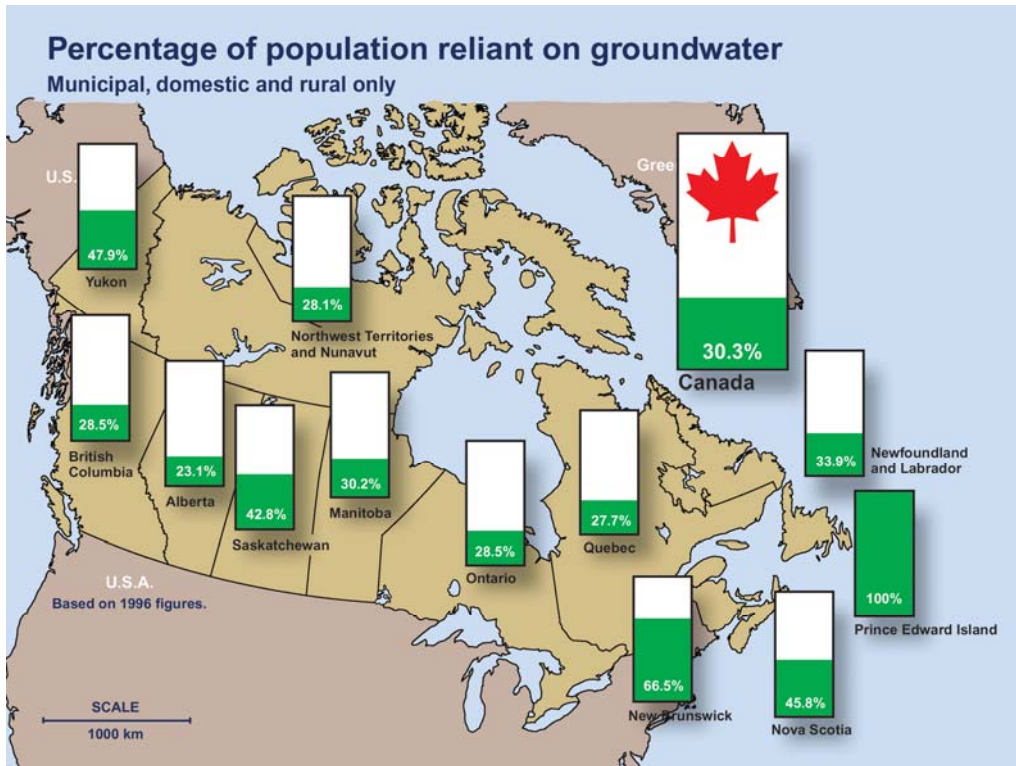 Percentage of population reliant on groundwater
Municipal, domestic and rural only
U.S.
Gree
47.9%
Yukon
28.1%
Northwest Territories
and Nunavut
30.3%
Canada
28.5%
British
Columbia
23.1%
Alberta
42.8%
Saskatchewan
30.2%
Manitoba
28.5%
Ontario
27.7%
Quebec
33.9%
Newfoundland
and Labrador
100%
Prince Edward Island
66.5%
New Brunswick
45.8%
Nova Scotia
U.S.A.
Based on 1996 figures.
SCALE
1000 km